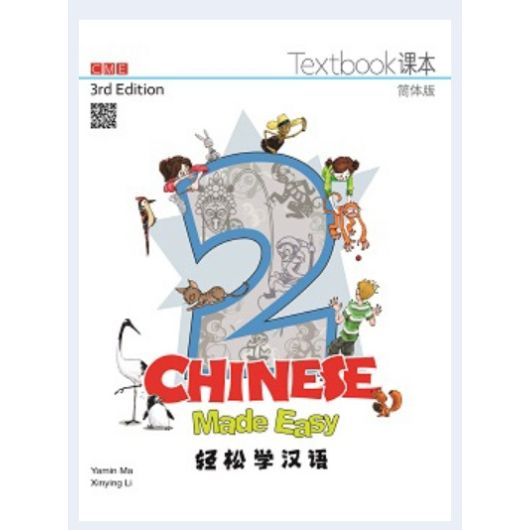 CME
Textbook课本
3rd Edition
简体版
2
CHINESE
Made Easy
轻松学汉语
Yamin Ma
Xinying Li